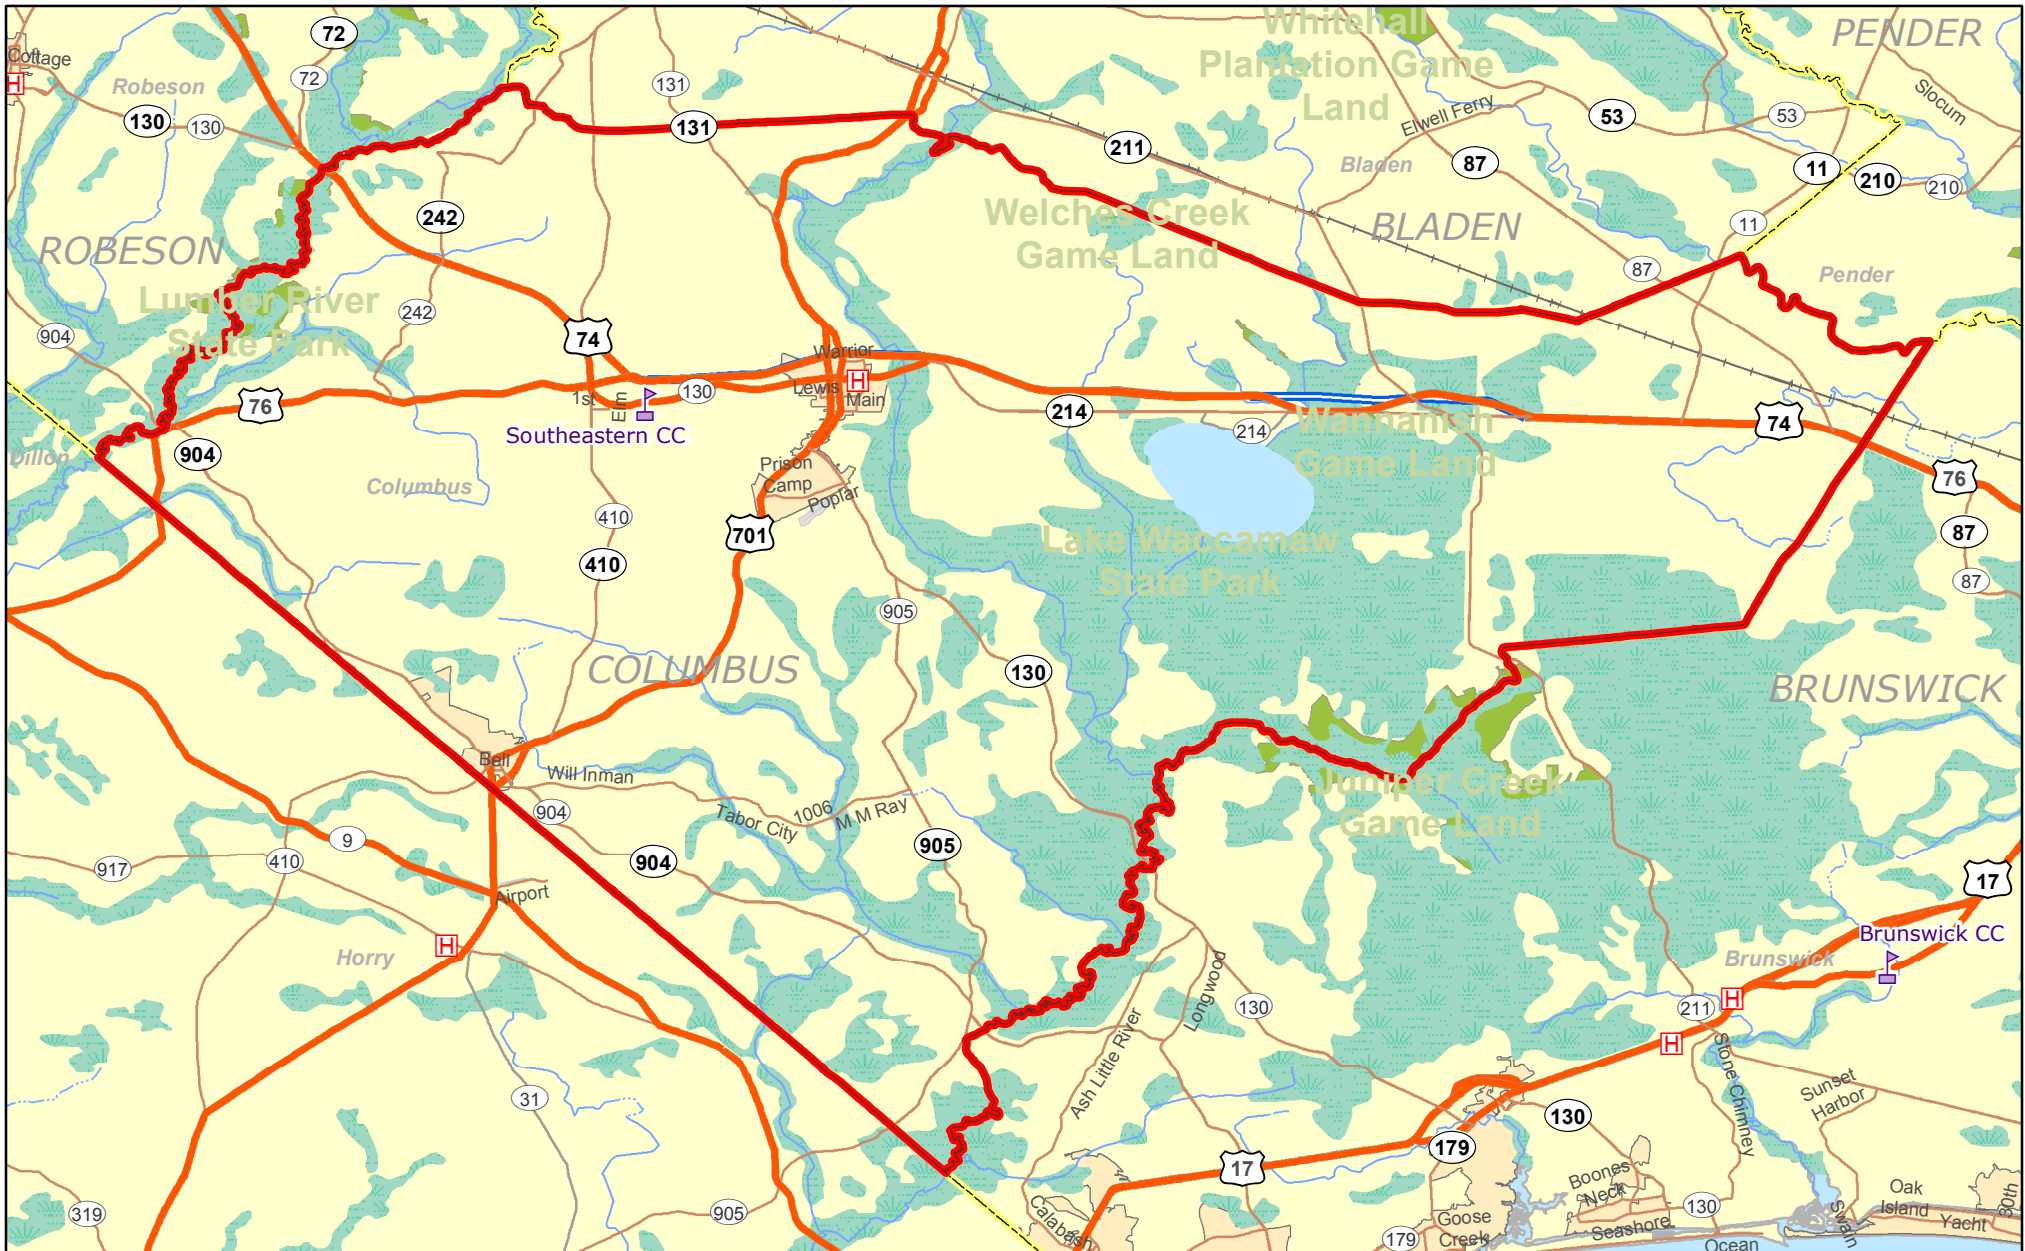 Whitehall
Plantation Game
Land
PENDER
72
Cottage
H
Robeson
72
131
Slocum
130
130
131
211
Elwell Ferry
53
53
Bladen
87
11
210
210
242
Welches Creek
Game Land
BLADEN
11
ROBESON
87
Pender
Lumber River
State Park
242
904
74
Warrior
H
76
1st
Elm
130
Lewis
Main
214
214
Wannanish
Game Land
74
Southeastern CC
Dillon
904
Prison
Camp
Poplar
76
Columbus
410
701
Lake Waccamaw
State Park
87
410
87
905
COLUMBUS
130
BRUNSWICK
Bell
Will Inman
Juniper Creek
Game Land
904
Tabor City
1006
M M Ray
9
905
410
917
904
17
Airport
Brunswick CC
Horry
H
Brunswick
Longwood
130
H
211
H
Ash Little River
Stone Chimney
Sunset
Harbor
31
130
179
17
Boones
Neck
Oak
Island
30th
319
905
Calabash
Goose
Creek
130
Swain
Yacht
Seashore
179
Ocean